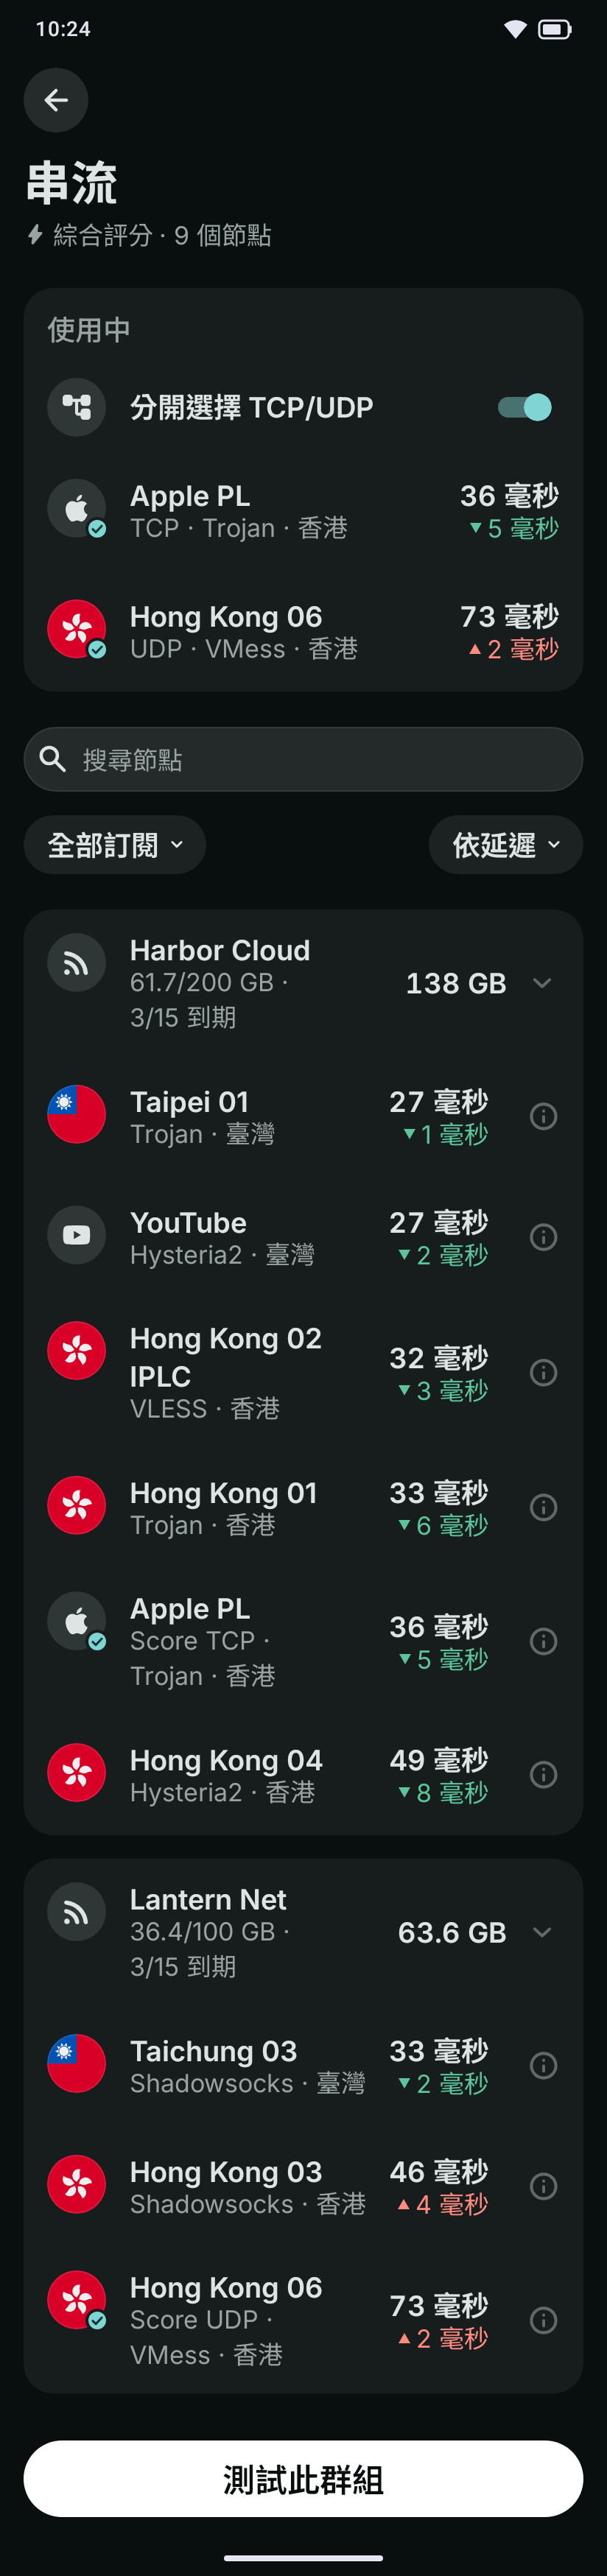 10:24
串流
綜合評分 · 9 個節點
使用中
分開選擇 TCP/UDP
Apple PL
36 毫秒
TCP · Trojan · 香港
▼5 毫秒
Hong Kong 06
73 毫秒
UDP · VMess · 香港
▲2 毫秒
搜尋節點
全部訂閱
依延遲
Harbor Cloud
61.7/200 GB ·
3/15 到期
138 GB
Taipei 01
27 毫秒
Trojan · 臺灣
▼1 毫秒
YouTube
27 毫秒
Hysteria2 · 臺灣
▼2 毫秒
Hong Kong 02
IPLC
32 毫秒
VLESS · 香港
▼3 毫秒
Hong Kong 01
33 毫秒
Trojan · 香港
▼6 毫秒
Apple PL
36 毫秒
Score TCP ·
Trojan · 香港
▼5 毫秒
Hong Kong 04
49 毫秒
Hysteria2 · 香港
▼8 毫秒
Lantern Net
36.4/100 GB ·
3/15 到期
63.6 GB
Taichung 03
33 毫秒
Shadowsocks · 臺灣
▼2 毫秒
Hong Kong 03
46 毫秒
Shadowsocks · 香港
▲4 毫秒
Hong Kong 06
73 毫秒
Score UDP ·
VMess · 香港
▲2 毫秒
測試此群組